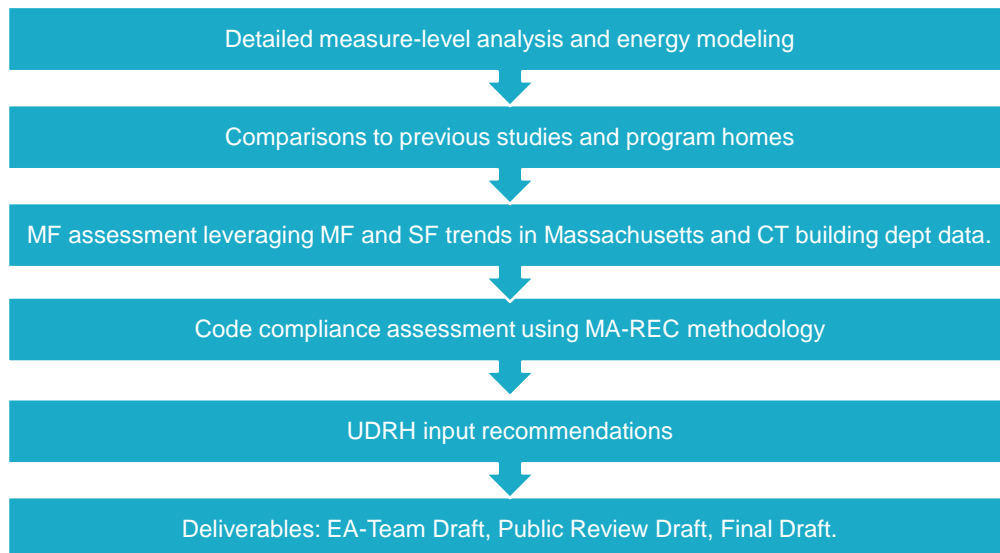 Detailed measure-level analysis and energy modeling
Comparisons to previous studies and program homes
MF assessment leveraging MF and SF trends in Massachusetts and CT building dept data.
Code compliance assessment using MA-REC methodology
UDRH input recommendations
Deliverables: EA-Team Draft, Public Review Draft, Final Draft.